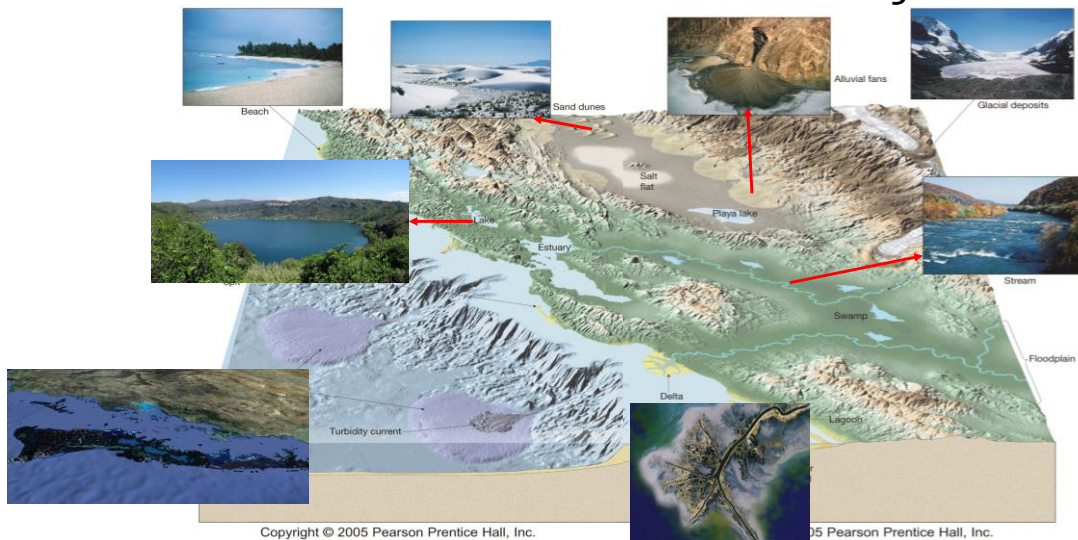 Beach
Sand dunes
Alluvial fans
Glacial deposits
Salt
flat
Playa lake
Lake
Estuary
Stream
Swamp
Floodplain
Delta
Lagoon
Turbidity current
Copyright © 2005 Pearson Prentice Hall, Inc.
05 Pearson Prentice Hall, Inc.